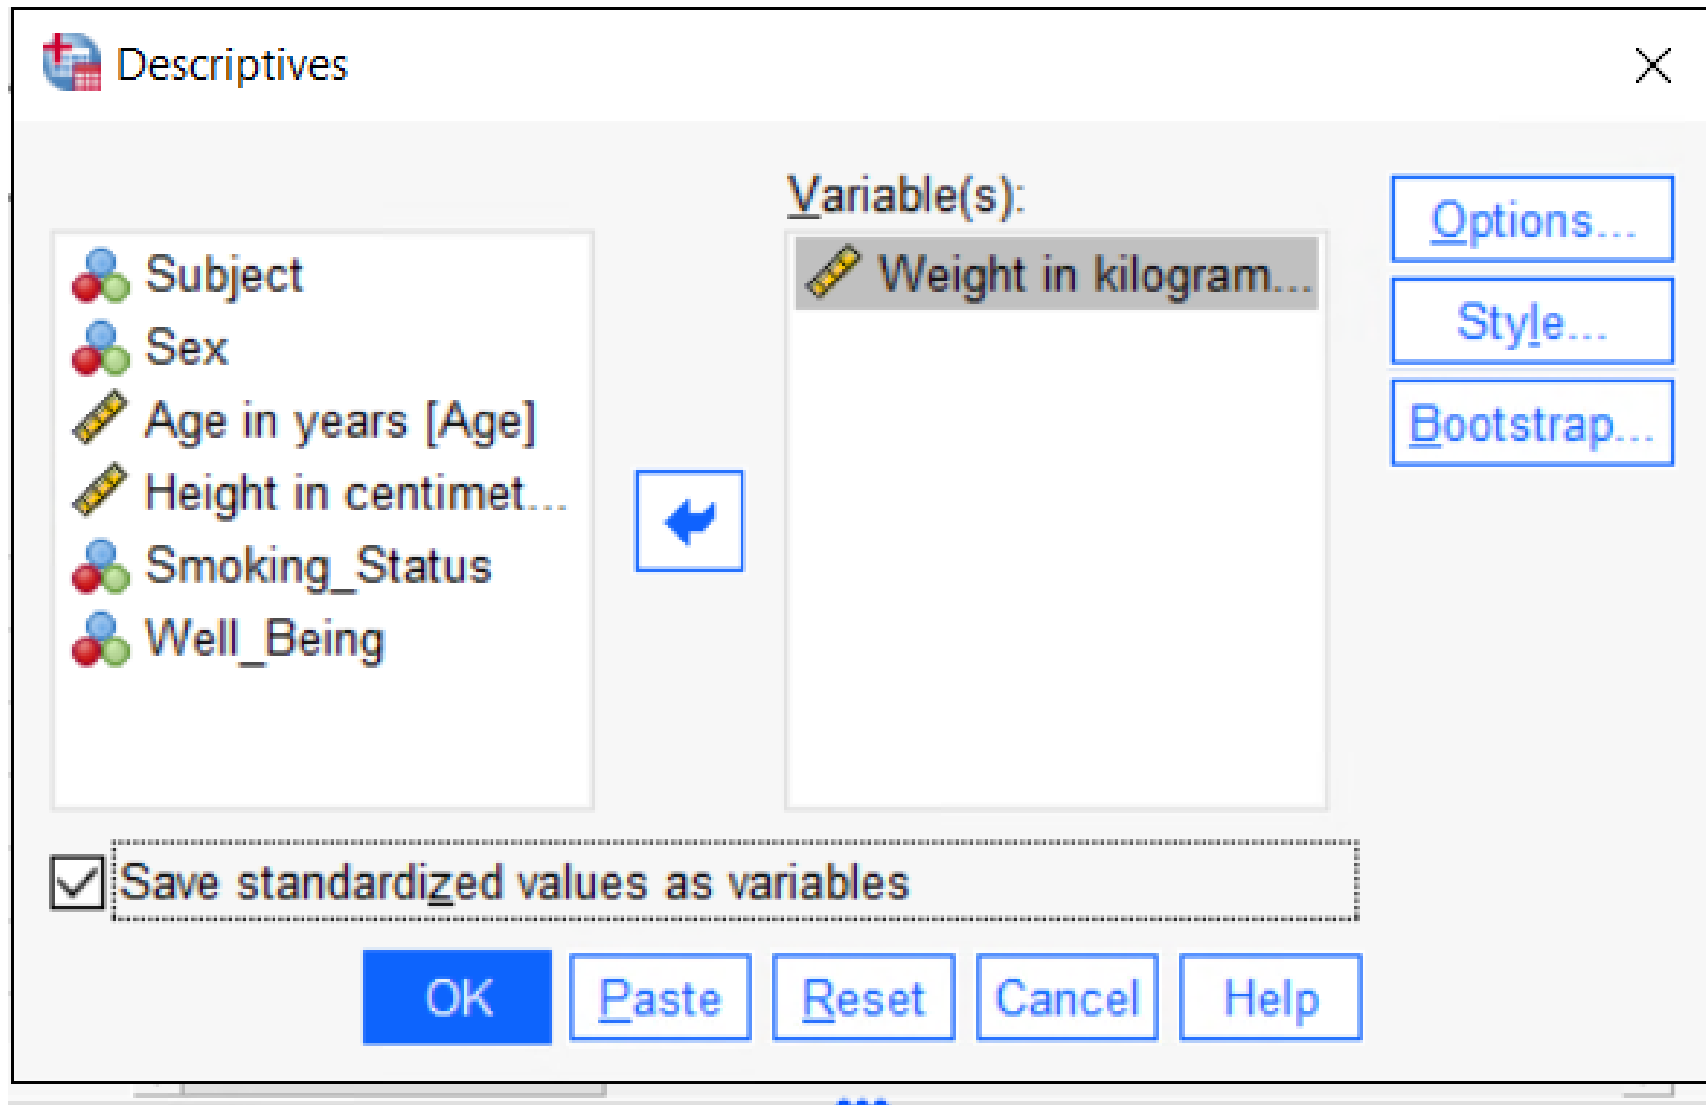 Descriptives
Variable(s):
Subject
Sex
Age in years [Age]
Height in centimet...
Smoking_Status
Well_Being
Weight in kilogram...
Options...
Style...
Bootstrap...
Save standardized values as variables
OK
Paste
Reset
Cancel
Help